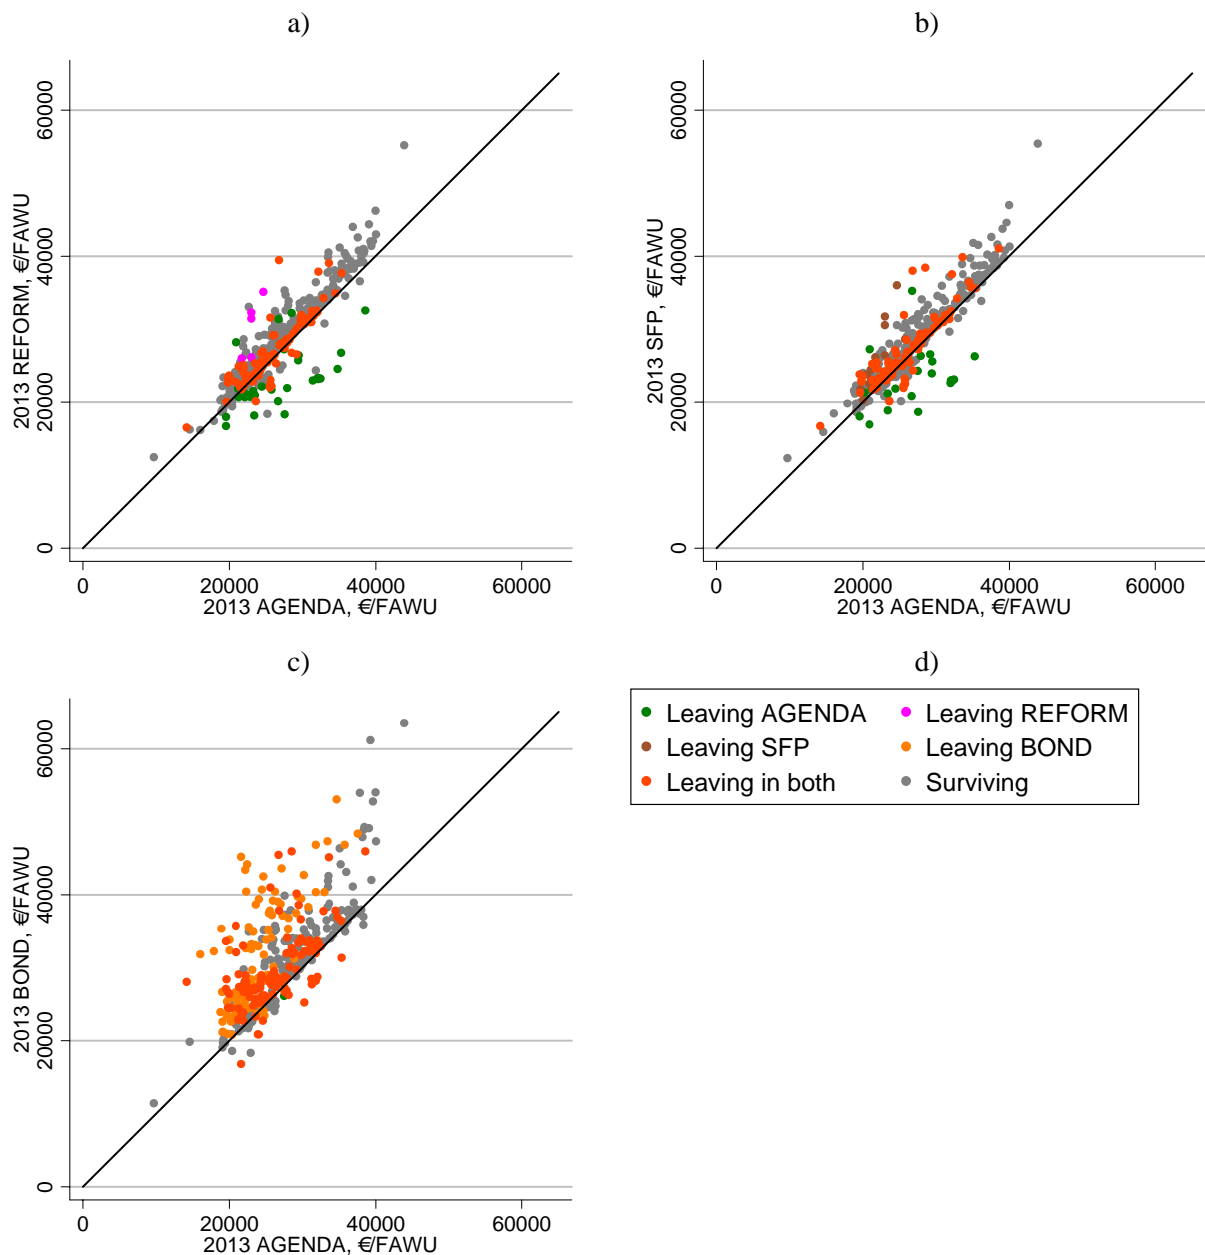 a)
60000
40000
20000
0
2013 REFORM, €/FAWU
0 20000 40000 60000
2013 AGENDA, €/FAWU
b)
60000
40000
20000
0
2013 SFP, €/FAWU
0 20000 40000 60000
2013 AGENDA, €/FAWU
c)
60000
40000
20000
0
2013 BOND, €/FAWU
0 20000 40000 60000
2013 AGENDA, €/FAWU
d)
Leaving AGENDA Leaving REFORM
Leaving SFP Leaving BOND
Leaving in both Surviving